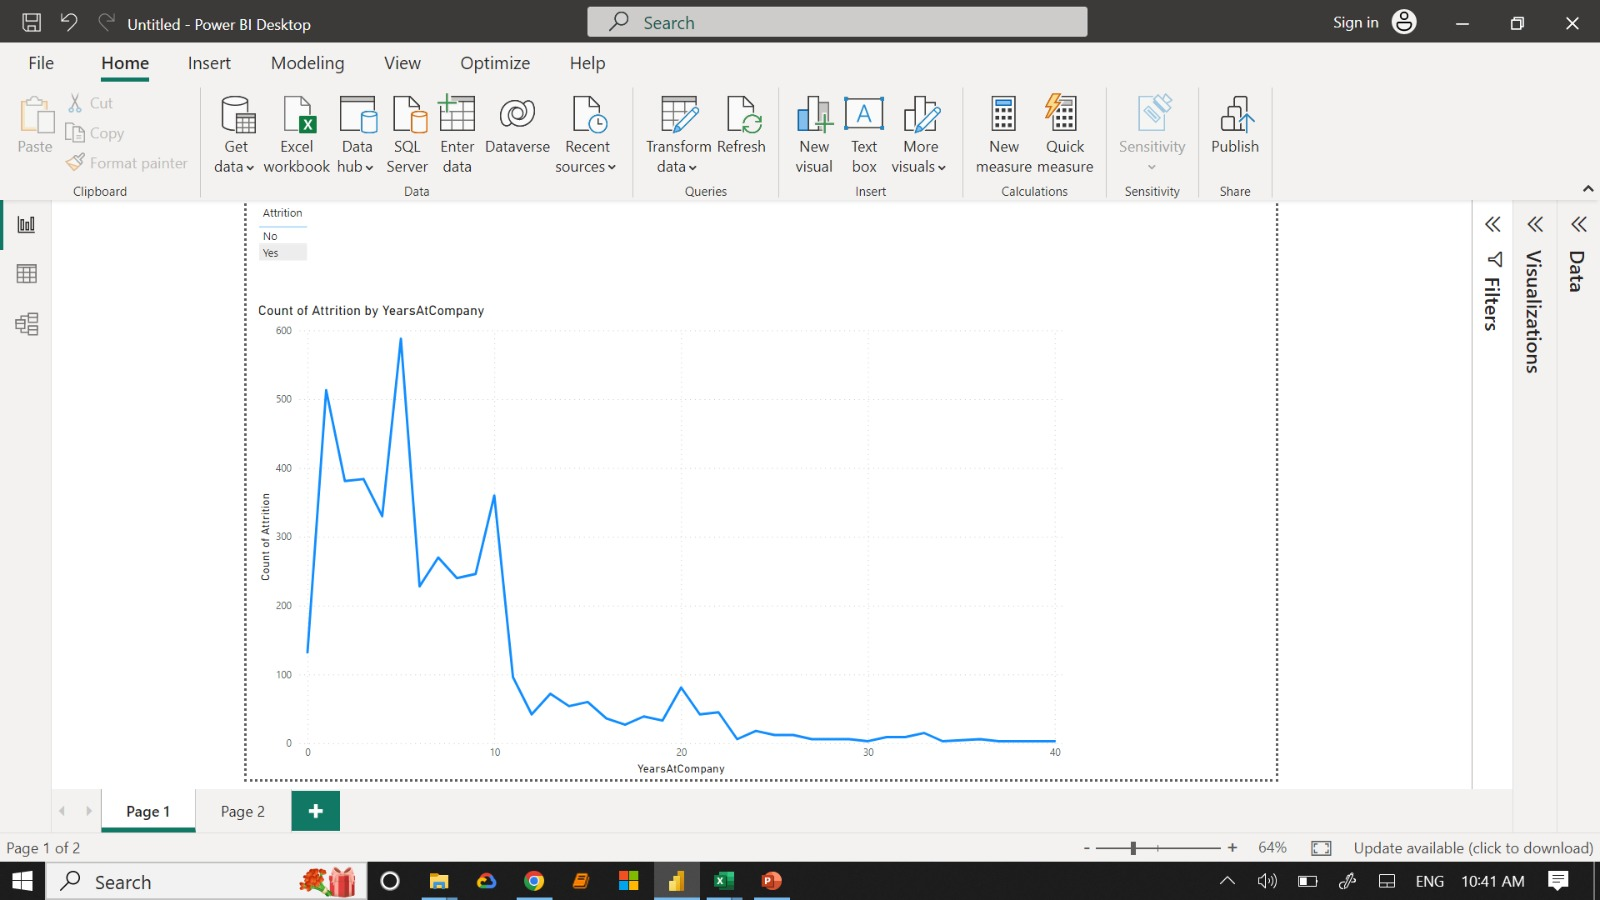 Untitled - Power BI Desktop
Search
Sign in
File
Home
Insert
Modeling
View
Optimize
Help
Paste
Cut
Copy
Format painter
Clipboard
Get data
Excel workbook
Data hub
SQL Server
Enter data
Dataverse
Recent sources
Data
Transform data
Refresh
Queries
New visual
Text box
More visuals
Insert
New measure
Quick measure
Calculations
Sensitivity
Sensitivity
Publish
Share
Attrition
No
Yes
Count of Attrition by YearsAtCompany
600
500
400
300
200
100
0
Count of Attrition
0
10
20
30
40
YearsAtCompany
Filters
Visualizations
Data
Page 1
Page 2
+
Page 1 of 2
- + 64%
Update available (click to download)
Search
ENG
10:41 AM